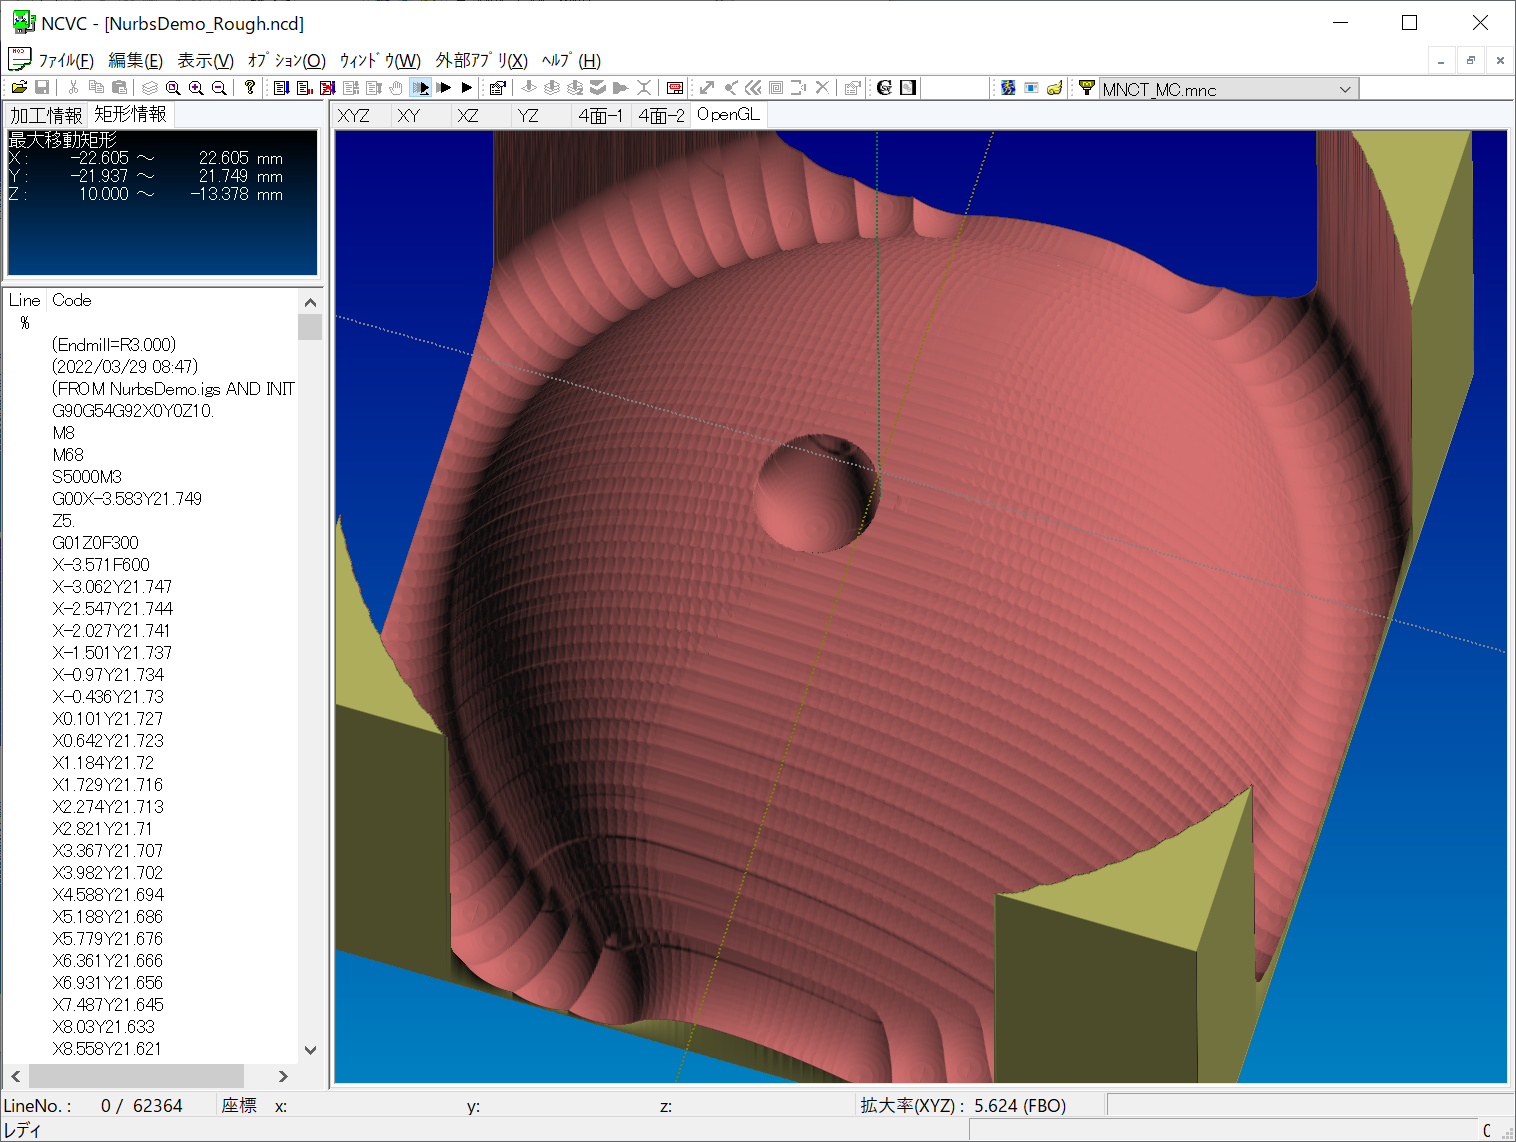 NCVC - [NurbsDemo_Rough.ncd]
ファイル(F) 編集(E) 表示(V) オプション(O) ウィンドウ(W) 外部アプリ(X) ヘルプ(H)
MNCT_MC.mnc
加工情報 矩形情報
XYZ XY XZ YZ 4面-1 4面-2 OpenGL
最大移動矩形
X : -22.605 ～ 22.605 mm
Y : -21.937 ～ 21.749 mm
Z : 10.000 ～ -13.378 mm
Line Code
%
(Endmill=R3.000)
(2022/03/29 08:47)
(FROM NurbsDemo.igs AND INIT
G90G54G92X0Y0Z10.
M8
M68
S5000M3
G00X-3.583Y21.749
Z5.
G01Z0F300
X-3.571F600
X-3.062Y21.747
X-2.547Y21.744
X-2.027Y21.741
X-1.501Y21.737
X-0.97Y21.734
X-0.436Y21.73
X0.101Y21.727
X0.642Y21.723
X1.184Y21.72
X1.729Y21.716
X2.274Y21.713
X2.821Y21.71
X3.367Y21.707
X3.982Y21.702
X4.588Y21.694
X5.188Y21.686
X5.779Y21.676
X6.361Y21.666
X6.931Y21.656
X7.487Y21.645
X8.03Y21.633
X8.558Y21.621
LineNo. : 0 / 62364 座標 x: y: z: 拡大率(XYZ) : 5.624 (FBO)
レディ